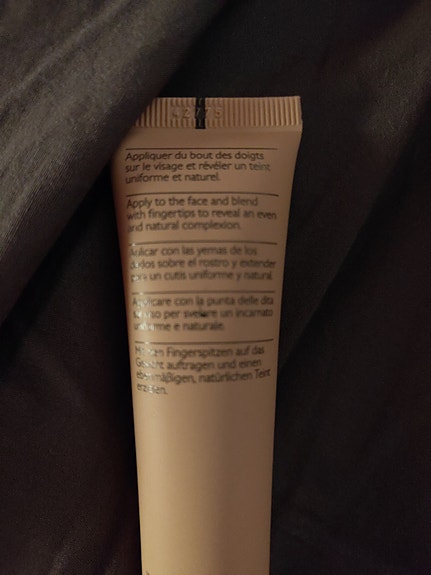 42775
Appliquer du bout des doigts
sur le visage et révéler un teint
uniforme et naturel.
Apply to the face and blend
with fingertips to reveal an even
and natural complexion.
Aplicar con las yemas de los
dedos sobre el rostro y extender
para un cutis uniforme y natural.
Applicare con la punta delle dita
sul viso per svelare un incarnato
uniforme e naturale.
Mit den Fingerspitzen auf das
Gesicht auftragen und einen
ebenmäßigen, natürlichen Teint
erzielen.